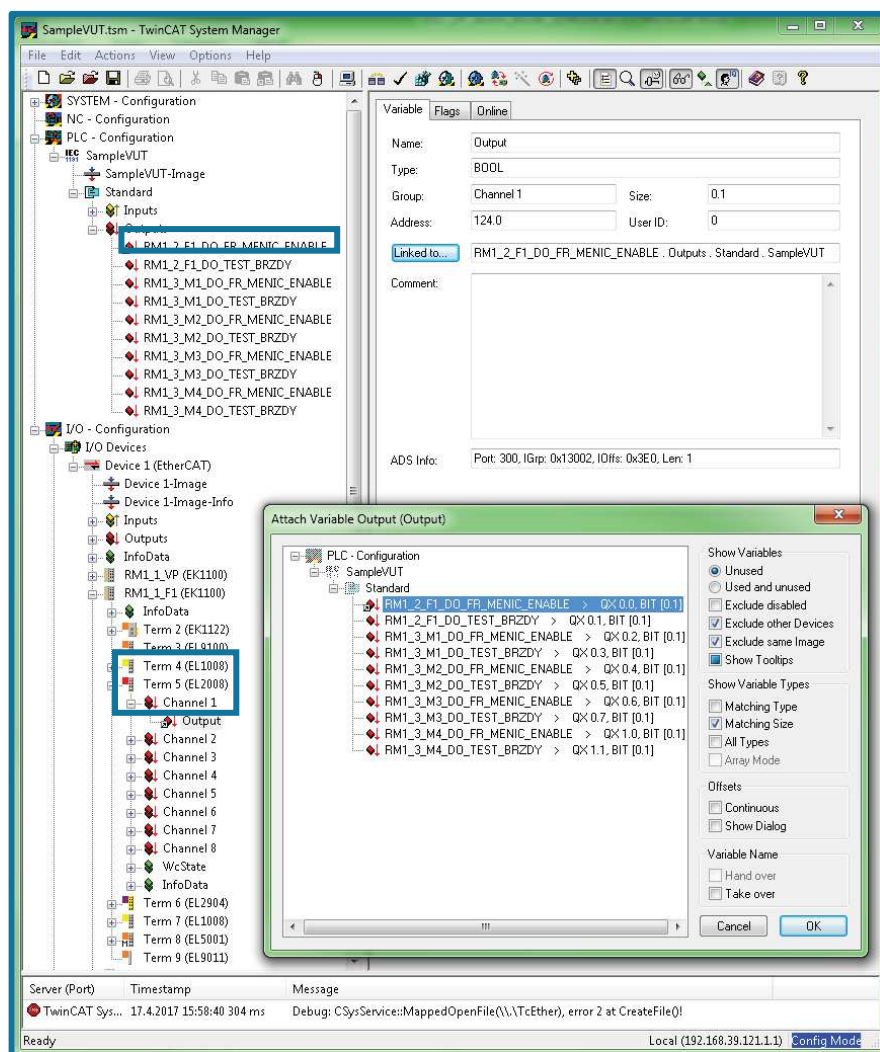 SampleVUT.tsm - TwinCAT System Manager
File Edit Actions View Options Help
SYSTEM - Configuration
NC - Configuration
PLC - Configuration
SampleVUT
SampleVUT-Image
Standard
Inputs
Outputs
RM1_2_F1_DO_FR_MENIC_ENABLE
RM1_2_F1_DO_TEST_BRZDY
RM1_3_M1_DO_FR_MENIC_ENABLE
RM1_3_M1_DO_TEST_BRZDY
RM1_3_M2_DO_FR_MENIC_ENABLE
RM1_3_M2_DO_TEST_BRZDY
RM1_3_M3_DO_FR_MENIC_ENABLE
RM1_3_M3_DO_TEST_BRZDY
RM1_3_M4_DO_FR_MENIC_ENABLE
RM1_3_M4_DO_TEST_BRZDY
I/O - Configuration
I/O Devices
Device 1 (EtherCAT)
Device 1-Image
Device 1-Image-Info
Inputs
Outputs
InfoData
RM1_1_VP (EK1100)
RM1_1_F1 (EK1100)
InfoData
Term 2 (EK1122)
Term 3 (EL9100)
Term 4 (EL1008)
Term 5 (EL2008)
Channel 1
Output
Channel 2
Channel 3
Channel 4
Channel 5
Channel 6
Channel 7
Channel 8
WcState
InfoData
Term 6 (EL2904)
Term 7 (EL1008)
Term 8 (EL5001)
Term 9 (EL9011)
Variable Flags Online
Name: Output
Type: BOOL
Group: Channel 1 Size: 0.1
Address: 124.0 User ID: 0
Linked to... RM1_2_F1_DO_FR_MENIC_ENABLE . Outputs . Standard . SampleVUT
Comment:
ADS Info: Port: 300, IGrp: 0x13002, IOffs: 0x3E0, Len: 1
Attach Variable Output (Output)
PLC - Configuration
SampleVUT
Standard
RM1_2_F1_DO_FR_MENIC_ENABLE > QX 0.0, BIT [0.1]
RM1_2_F1_DO_TEST_BRZDY > QX 0.1, BIT [0.1]
RM1_3_M1_DO_FR_MENIC_ENABLE > QX 0.2, BIT [0.1]
RM1_3_M1_DO_TEST_BRZDY > QX 0.3, BIT [0.1]
RM1_3_M2_DO_FR_MENIC_ENABLE > QX 0.4, BIT [0.1]
RM1_3_M2_DO_TEST_BRZDY > QX 0.5, BIT [0.1]
RM1_3_M3_DO_FR_MENIC_ENABLE > QX 0.6, BIT [0.1]
RM1_3_M3_DO_TEST_BRZDY > QX 0.7, BIT [0.1]
RM1_3_M4_DO_FR_MENIC_ENABLE > QX 1.0, BIT [0.1]
RM1_3_M4_DO_TEST_BRZDY > QX 1.1, BIT [0.1]
Show Variables
Unused
Used and unused
Exclude disabled
Exclude other Devices
Exclude same Image
Show Tooltips
Show Variable Types
Matching Type
Matching Size
All Types
Array Mode
Offsets
Continuous
Show Dialog
Variable Name
Hand over
Take over
Cancel OK
Server (Port) Timestamp Message
TwinCAT Sys... 17.4.2017 15:58:40 304 ms Debug: CSysService::MappedOpenFile(\\.\TcEther), error 2 at CreateFile()!
Ready Local (192.168.39.121.1.1) Config Mode